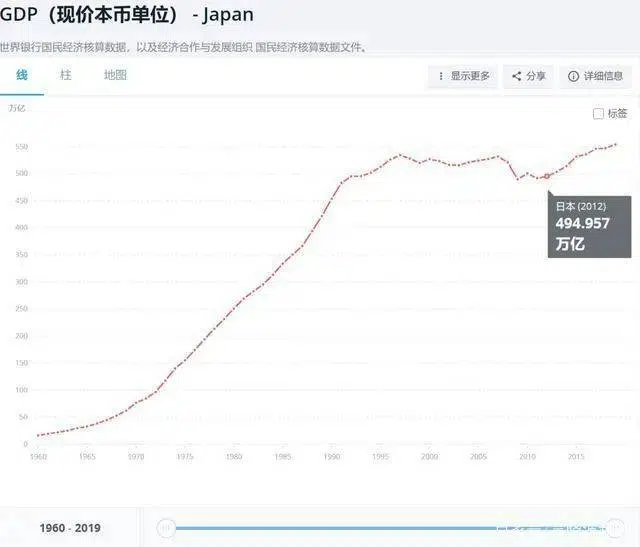 GDP（现价本币单位） - Japan
世界银行国民经济核算数据，以及经济合作与发展组织 国民经济核算数据文件。
线 柱 地图 显示更多 分享 详细信息
万亿 标签
550
500
450
400
350
300
250
200
150
100
50
0
日本 (2012)
494.957
万亿
1960 1965 1970 1975 1980 1985 1990 1995 2000 2005 2010 2015
1960 - 2019